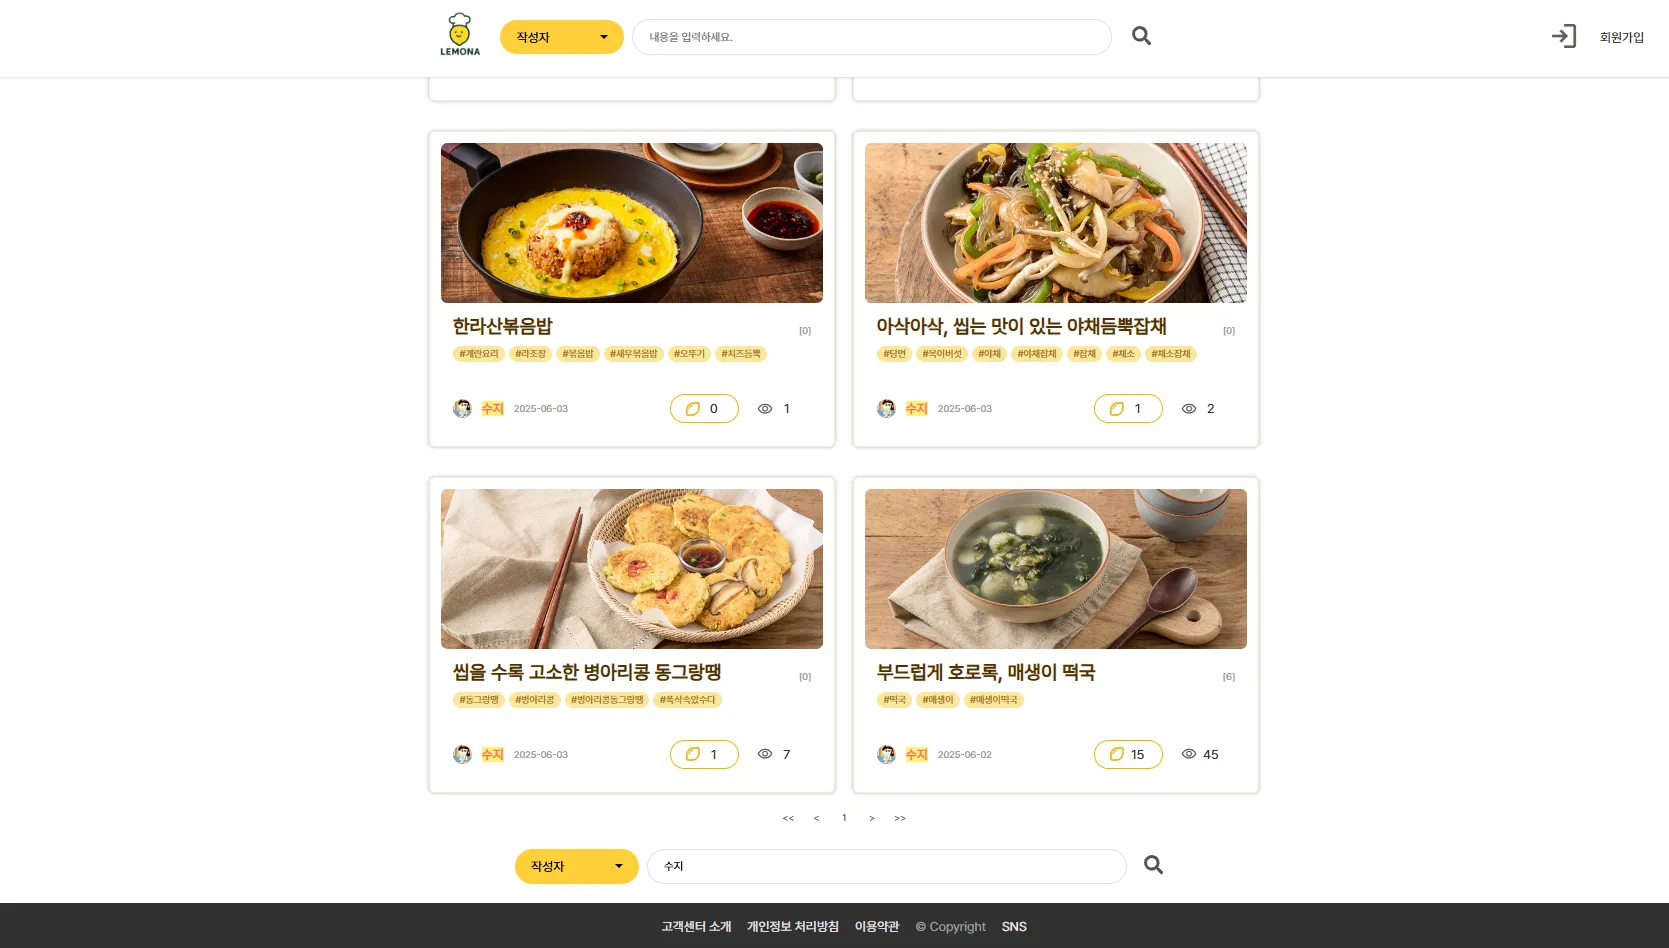 LEMONA
작성자
내용을 입력하세요.
회원가입
한라산볶음밥
[0]
#계란요리 #라조장 #볶음밥 #새우볶음밥 #오뚜기 #치즈듬뿍
수지 2025-06-03 0 1
아삭아삭, 씹는 맛이 있는 야채듬뿍잡채
[0]
#당면 #목이버섯 #야채 #야채잡채 #잡채 #채소 #채소잡채
수지 2025-06-03 1 2
씹을 수록 고소한 병아리콩 동그랑땡
[0]
#동그랑땡 #병아리콩 #병아리콩동그랑땡 #폭삭속았수다
수지 2025-06-03 1 7
부드럽게 호로록, 매생이 떡국
[6]
#떡국 #매생이 #매생이떡국
수지 2025-06-02 15 45
<< < 1 > >>
작성자
수지
고객센터 소개 개인정보 처리방침 이용약관 © Copyright SNS